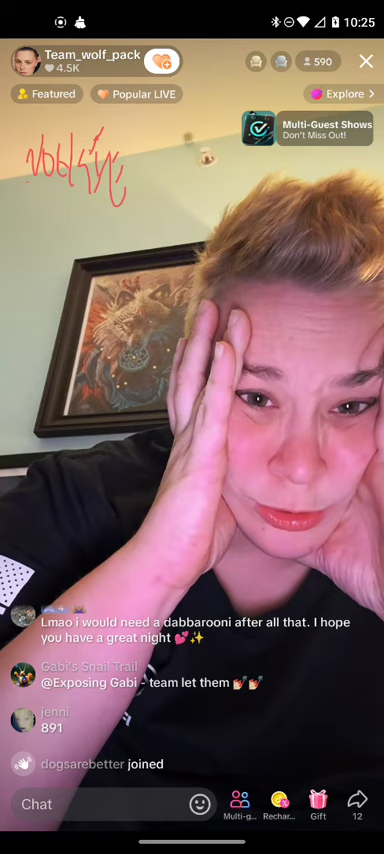 10:25
Team_wolf_pack
4.5K
590
Featured
Popular LIVE
Explore >
Multi-Guest Shows
Don't Miss Out!
Lmao i would need a dabbarooni after all that. I hope
you have a great night 💕✨
Gabi's Snail Trail
@Exposing Gabi - team let them 💅🏻💅🏻
jenni
891
dogsarebetter joined
Chat
Multi-g...
Rechar...
Gift
12